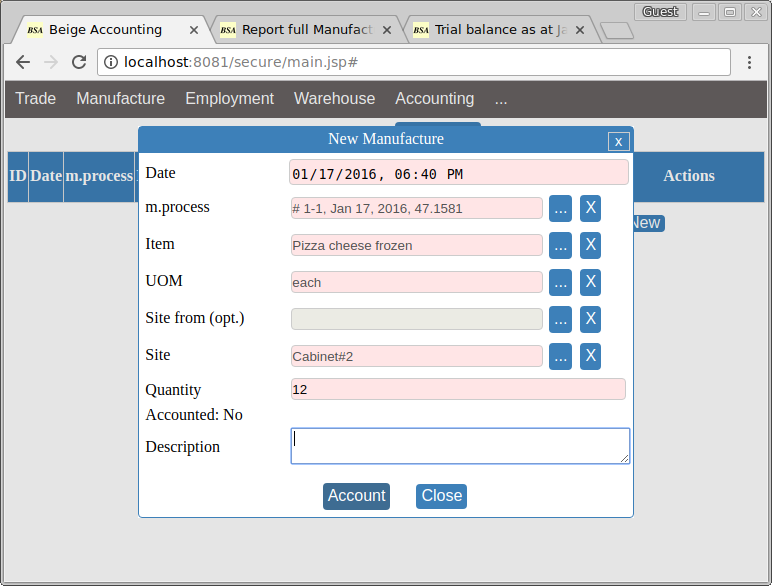 Guest
BSA Beige Accounting
BSA Report full Manufact
BSA Trial balance as at Ja
localhost:8081/secure/main.jsp#
Trade Manufacture Employment Warehouse Accounting ...
New Manufacture x
ID Date m.process Actions
New
Date 01/17/2016, 06:40 PM
m.process # 1-1, Jan 17, 2016, 47.1581 ... X
Item Pizza cheese frozen ... X
UOM each ... X
Site from (opt.) ... X
Site Cabinet#2 ... X
Quantity 12
Accounted: No
Description
Account Close